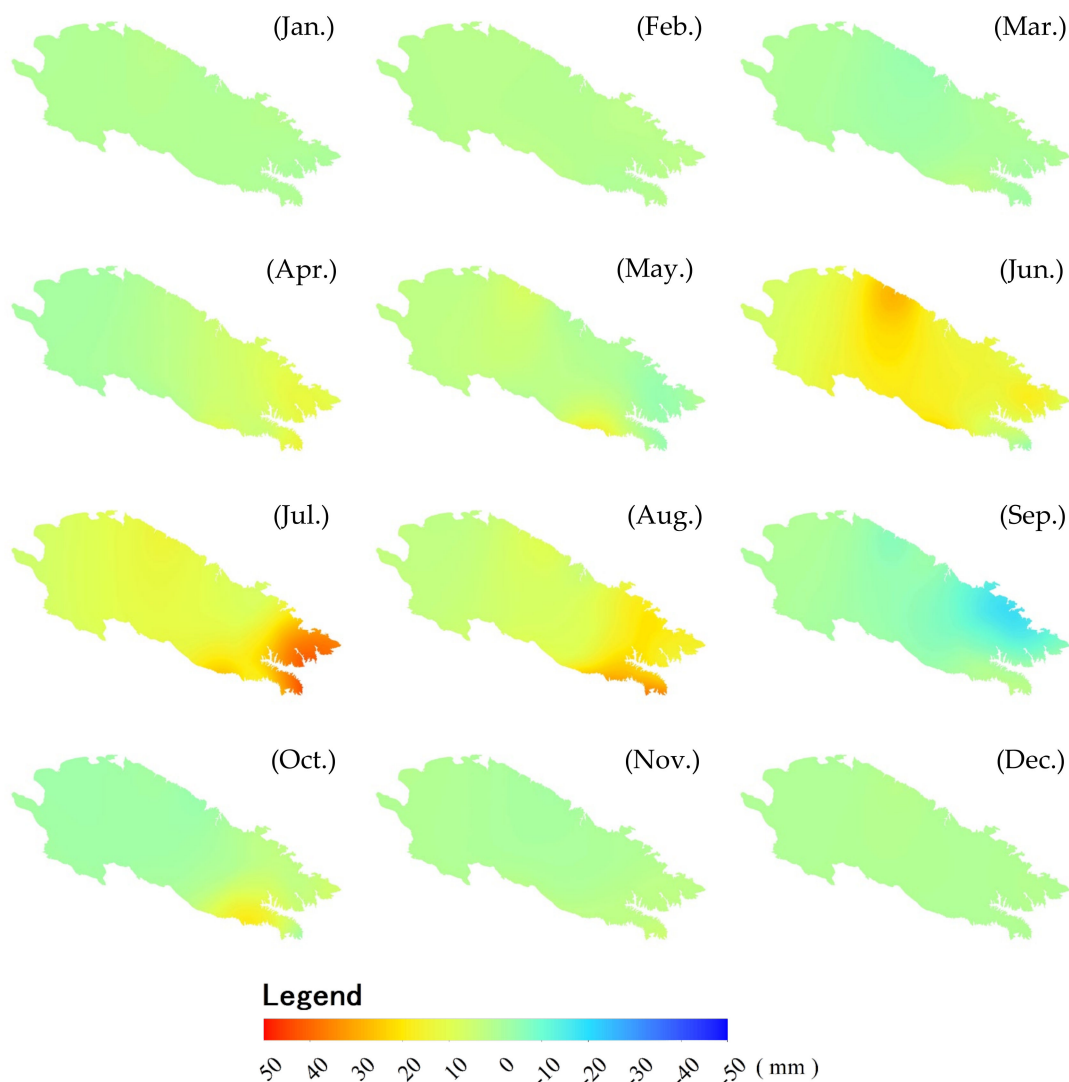 (Jan.) (Feb.) (Mar.)
(Apr.) (May.) (Jun.)
(Jul.) (Aug.) (Sep.)
(Oct.) (Nov.) (Dec.)
Legend
50 40 30 20 10 0 -10 -20 -30 -40 -50 ( mm )